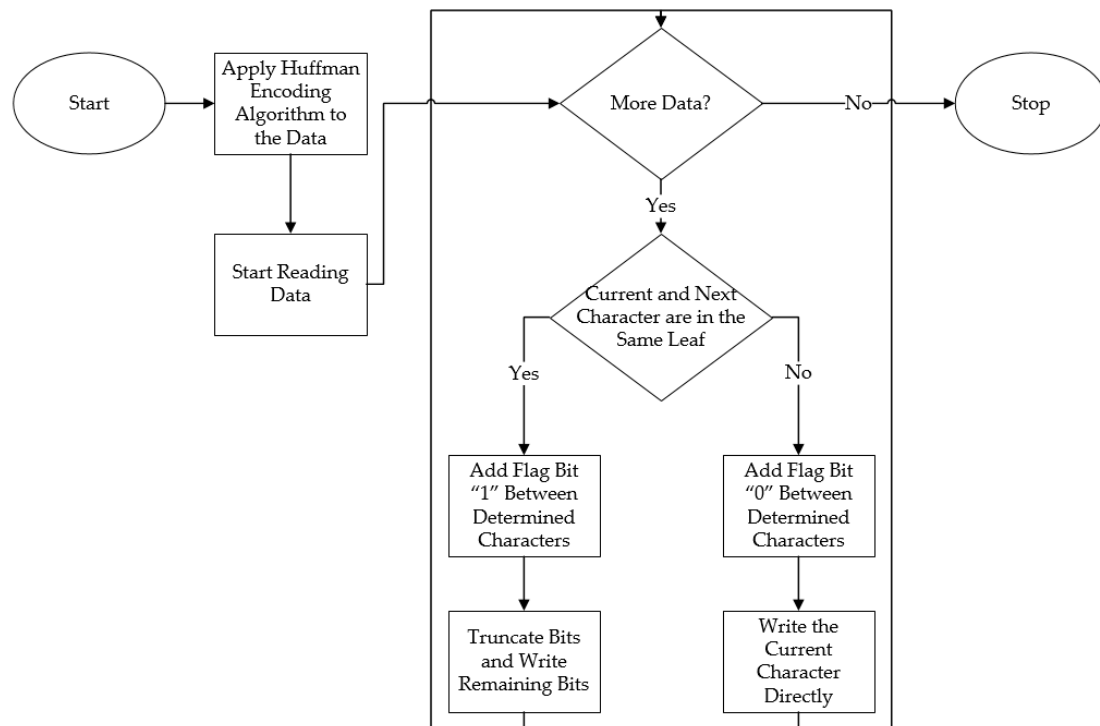 Start
Apply Huffman
Encoding
Algorithm to
the Data
More Data?
No
Stop
Yes
Start Reading
Data
Current and Next
Character are in the
Same Leaf
Yes
No
Add Flag Bit
“1” Between
Determined
Characters
Add Flag Bit
“0” Between
Determined
Characters
Truncate Bits
and Write
Remaining Bits
Write the
Current
Character
Directly